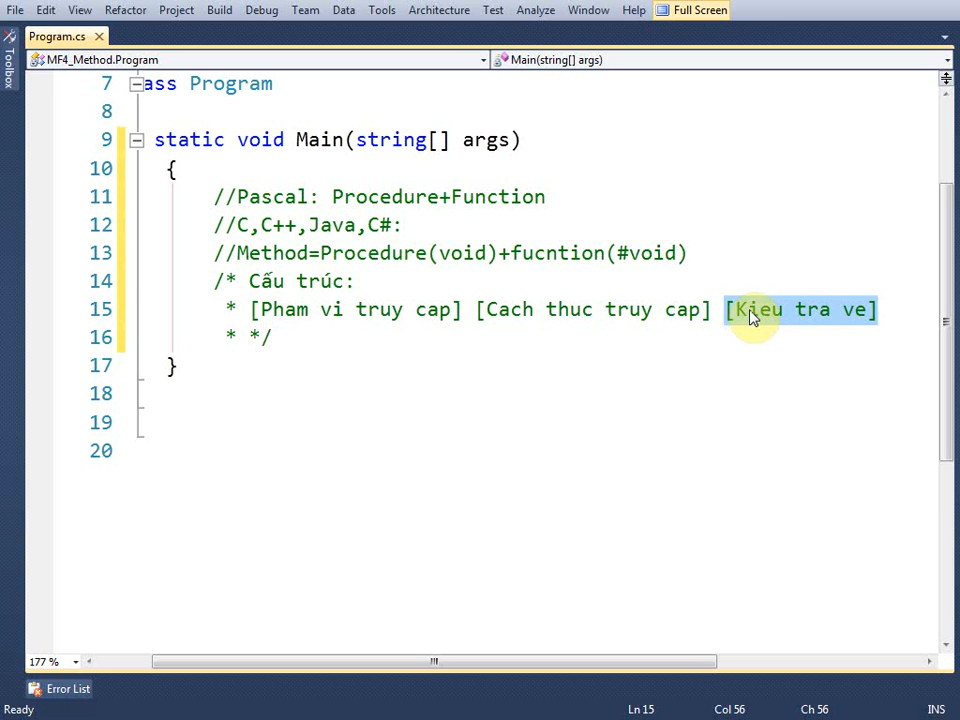 File Edit View Refactor Project Build Debug Team Data Tools Architecture Test Analyze Window Help Full Screen
Program.cs
Toolbox
MF4_Method.Program Main(string[] args)
7 ass Program
8
9 static void Main(string[] args)
10 {
11 //Pascal: Procedure+Function
12 //C,C++,Java,C#:
13 //Method=Procedure(void)+fucntion(#void)
14 /* Cấu trúc:
15 * [Pham vi truy cap] [Cach thuc truy cap] [Kieu tra ve]
16 * */
17 }
18
19
20
177 %
Error List
Ready Ln 15 Col 56 Ch 56 INS